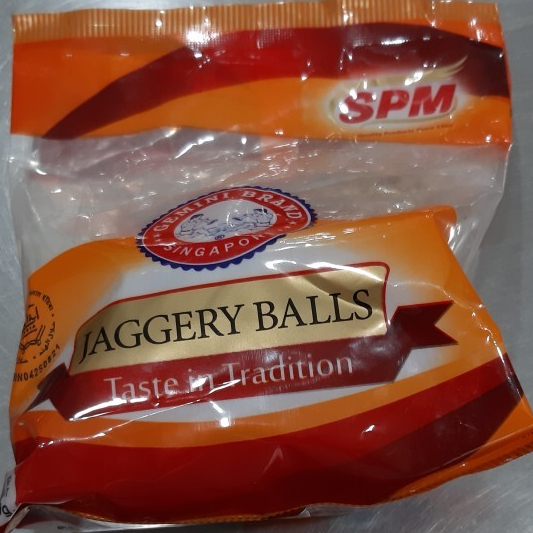 SPM
GEMINI BRAND
SINGAPORE
JAGGERY BALLS
Taste in Tradition